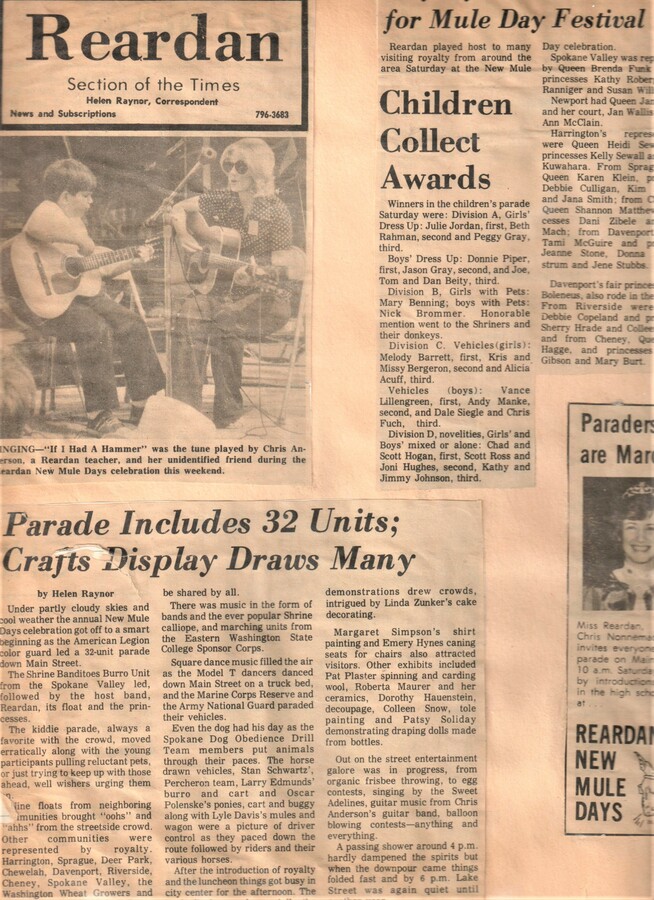 Reardan
Section of the Times
Helen Raynor, Correspondent
News and Subscriptions 796-3683
INGING—"If I Had A Hammer" was the tune played by Chris An-
erson, a Reardan teacher, and her unidentified friend during the
eardan New Mule Days celebration this weekend.
for Mule Day Festival
Reardan played host to many
visiting royalty from around the
area Saturday at the New Mule
Day celebration.
Spokane Valley was rep
by Queen Brenda Funk
princesses Kathy Rober
Ranniger and Susan Wil
Newport had Queen Jan
and her court, Jan Wallis
Ann McClain.
Harrington's repres
were Queen Heidi Sew
princesses Kelly Sewall a
Kuwahara. From Sprag
Queen Karen Klein, p
Debbie Culligan, Kim
and Jana Smith; from C
Queen Shannon Matthew
cesses Dani Zibele a
Mach; from Davenport
Tami McGuire and p
Jeanne Stone, Donna
strum and Jene Stubbs.
Davenport's fair prince
Boleneus, also rode in the
From Riverside were
Debbie Copeland and p
Sherry Hrade and Collee
and from Cheney, Que
Hagge, and princesses
Gibson and Mary Burt.
Children
Collect
Awards
Winners in the children's parade
Saturday were: Division A, Girls'
Dress Up: Julie Jordan, first, Beth
Rahman, second and Peggy Gray,
third.
Boys' Dress Up: Donnie Piper,
first, Jason Gray, second, and Joe,
Tom and Dan Beity, third.
Division B, Girls with Pets:
Mary Benning; boys with Pets:
Nick Brommer. Honorable
mention went to the Shriners and
their donkeys.
Division C. Vehicles(girls):
Melody Barrett, first, Kris and
Missy Bergeron, second and Alicia
Acuff, third.
Vehicles (boys): Vance
Lillengreen, first, Andy Manke,
second, and Dale Siegle and Chris
Fuch, third.
Division D, novelities, Girls' and
Boys' mixed or alone: Chad and
Scott Hogan, first, Scott Ross and
Joni Hughes, second, Kathy and
Jimmy Johnson, third.
Parade Includes 32 Units;
Crafts Display Draws Many
by Helen Raynor
Under partly cloudy skies and
cool weather the annual New Mule
Days celebration got off to a smart
beginning as the American Legion
color guard led a 32-unit parade
down Main Street.
The Shrine Banditoes Burro Unit
from the Spokane Valley led,
followed by the host band,
Reardan, its float and the prin-
cesses.
The kiddie parade, always a
favorite with the crowd, moved
erratically along with the young
participants pulling reluctant pets,
or just trying to keep up with those
ahead, well wishers urging them
line floats from neighboring
munities brought "oohs" and
"ahhs" from the streetside crowd.
Other communities were
represented by royalty.
Harrington, Sprague, Deer Park,
Chewelah, Davenport, Riverside,
Cheney, Spokane Valley, the
Washington Wheat Growers and
be shared by all.
There was music in the form of
bands and the ever popular Shrine
calliope, and marching units from
the Eastern Washington State
College Sponsor Corps.
Square dance music filled the air
as the Model T dancers danced
down Main Street on a truck bed,
and the Marine Corps Reserve and
the Army National Guard paraded
their vehicles.
Even the dog had his day as the
Spokane Dog Obedience Drill
Team members put animals
through their paces. The horse
drawn vehicles, Stan Schwartz',
Percheron team, Larry Edmunds'
burro and cart and Oscar
Polenske's ponies, cart and buggy
along with Lyle Davis's mules and
wagon were a picture of driver
control as they paced down the
route followed by riders and their
various horses.
After the introduction of royalty
and the luncheon things got busy in
city center for the afternoon. The
demonstrations drew crowds,
intrigued by Linda Zunker's cake
decorating.
Margaret Simpson's shirt
painting and Emery Hynes caning
seats for chairs also attracted
visitors. Other exhibits included
Pat Plaster spinning and carding
wool, Roberta Maurer and her
ceramics, Dorothy Hauenstein,
decoupage, Colleen Snow, tole
painting and Patsy Soliday
demonstrating draping dolls made
from bottles.
Out on the street entertainment
galore was in progress, from
organic frisbee throwing, to egg
contests, singing by the Sweet
Adelines, guitar music from Chris
Anderson's guitar band, balloon
blowing contests—anything and
everything.
A passing shower around 4 p.m.
hardly dampened the spirits but
when the downpour came things
folded fast and by 6 p.m. Lake
Street was again quiet until
Paraders
are Marc
Miss Reardan,
Chris Nonnemac
invites everyone
parade on Main
10 a.m. Saturda
by introduction
in the high scho
at
REARDAN
NEW
MULE
DAYS